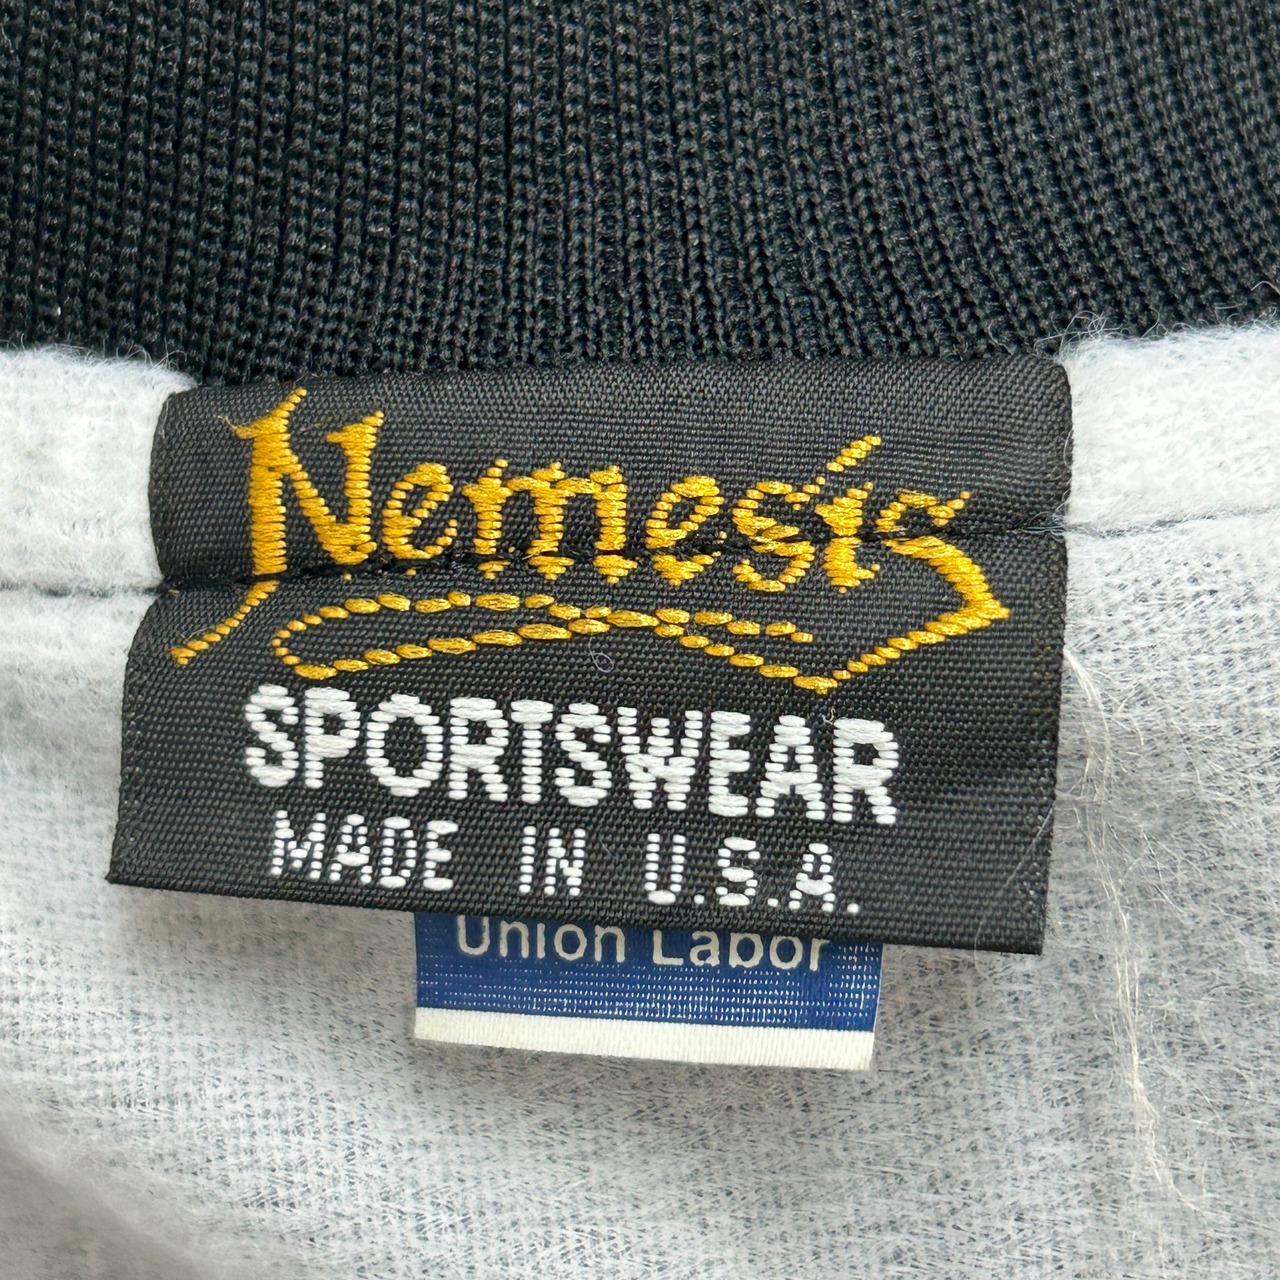 Nemesis
SPORTSWEAR
MADE IN U.S.A.
Union Labor